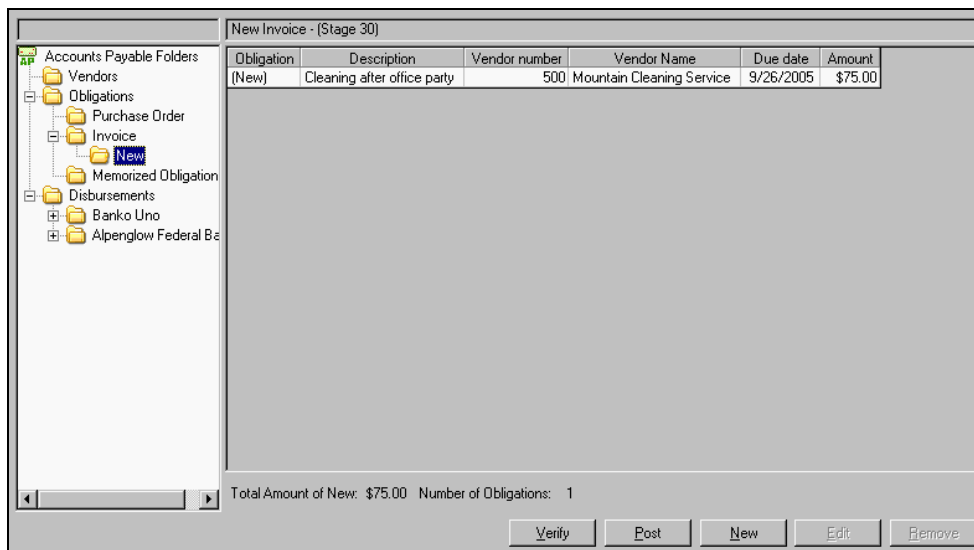 New Invoice - (Stage 30)
AP Accounts Payable Folders
Vendors
Obligations
Purchase Order
Invoice
New
Memorized Obligation
Disbursements
Banko Uno
Alpenglow Federal Ba
Obligation Description Vendor number Vendor Name Due date Amount
(New) Cleaning after office party 500 Mountain Cleaning Service 9/26/2005 $75.00
Total Amount of New: $75.00 Number of Obligations: 1
Verify Post New Edit Remove